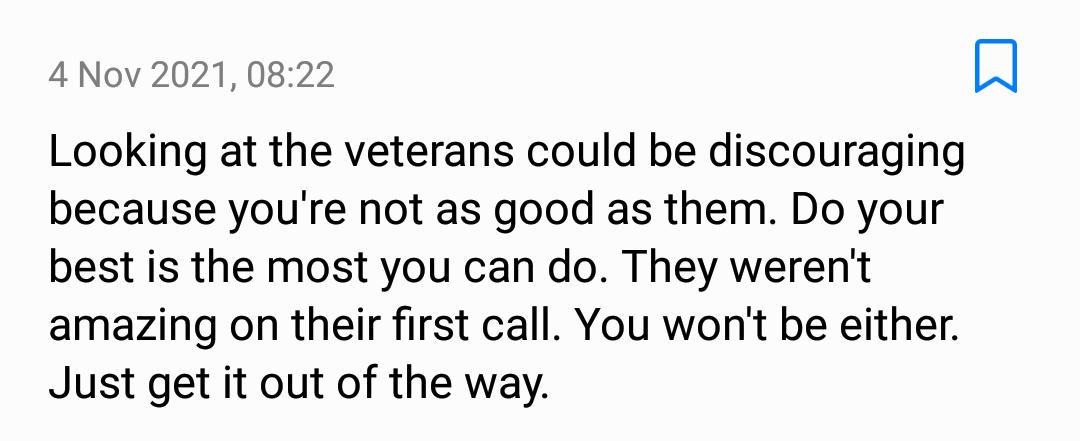 4 Nov 2021, 08:22
Looking at the veterans could be discouraging
because you're not as good as them. Do your
best is the most you can do. They weren't
amazing on their first call. You won't be either.
Just get it out of the way.